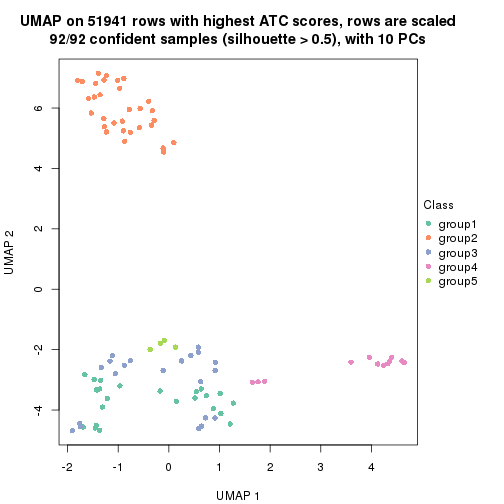 UMAP on 51941 rows with highest ATC scores, rows are scaled
92/92 confident samples (silhouette > 0.5), with 10 PCs
6
4
2
0
-2
-4
UMAP 2
-2
-1
0
1
2
3
4
UMAP 1
Class
group1
group2
group3
group4
group5